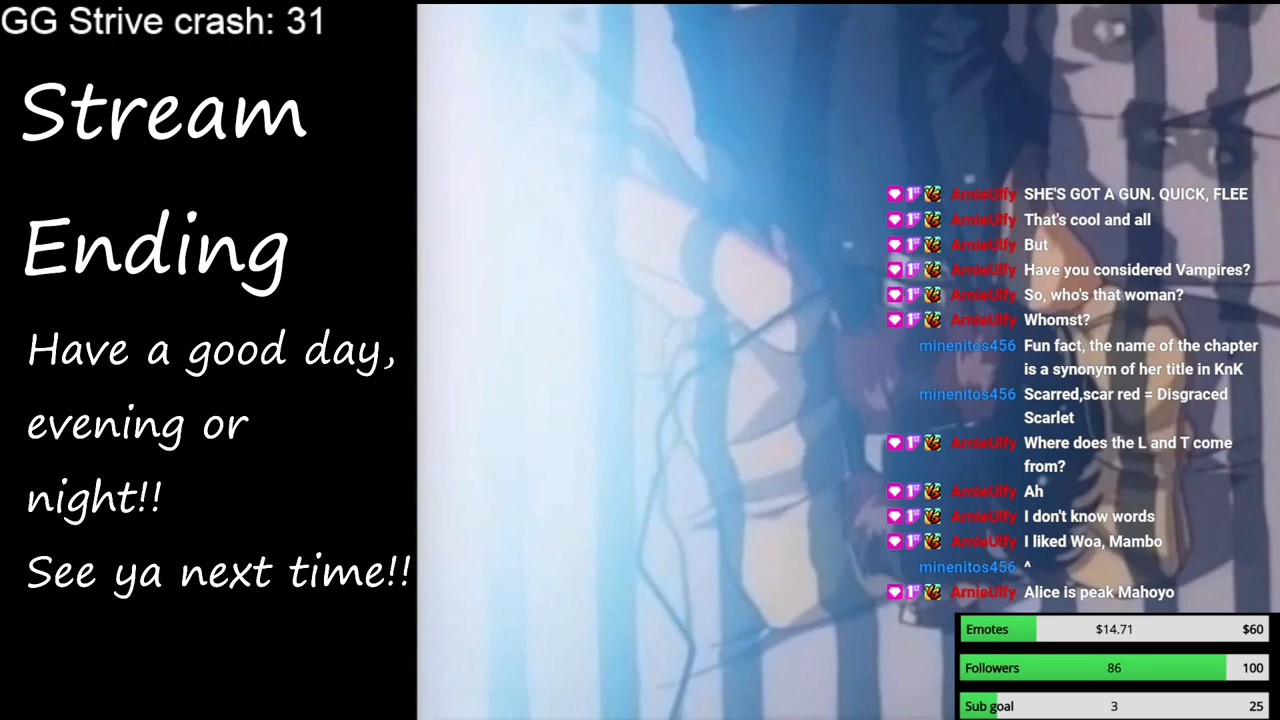 GG Strive crash: 31
Stream
Ending
Have a good day,
evening or
night!!
See ya next time!!
ArnieUlfy SHE'S GOT A GUN. QUICK, FLEE
ArnieUlfy That's cool and all
ArnieUlfy But
ArnieUlfy Have you considered Vampires?
ArnieUlfy So, who's that woman?
ArnieUlfy Whomst?
minenitos456 Fun fact, the name of the chapter
is a synonym of her title in KnK
minenitos456 Scarred,scar red = Disgraced
Scarlet
ArnieUlfy Where does the L and T come
from?
ArnieUlfy Ah
ArnieUlfy I don't know words
ArnieUlfy I liked Woa, Mambo
minenitos456 ^
ArnieUlfy Alice is peak Mahoyo
Emotes $14.71 $60
Followers 86 100
Sub goal 3 25